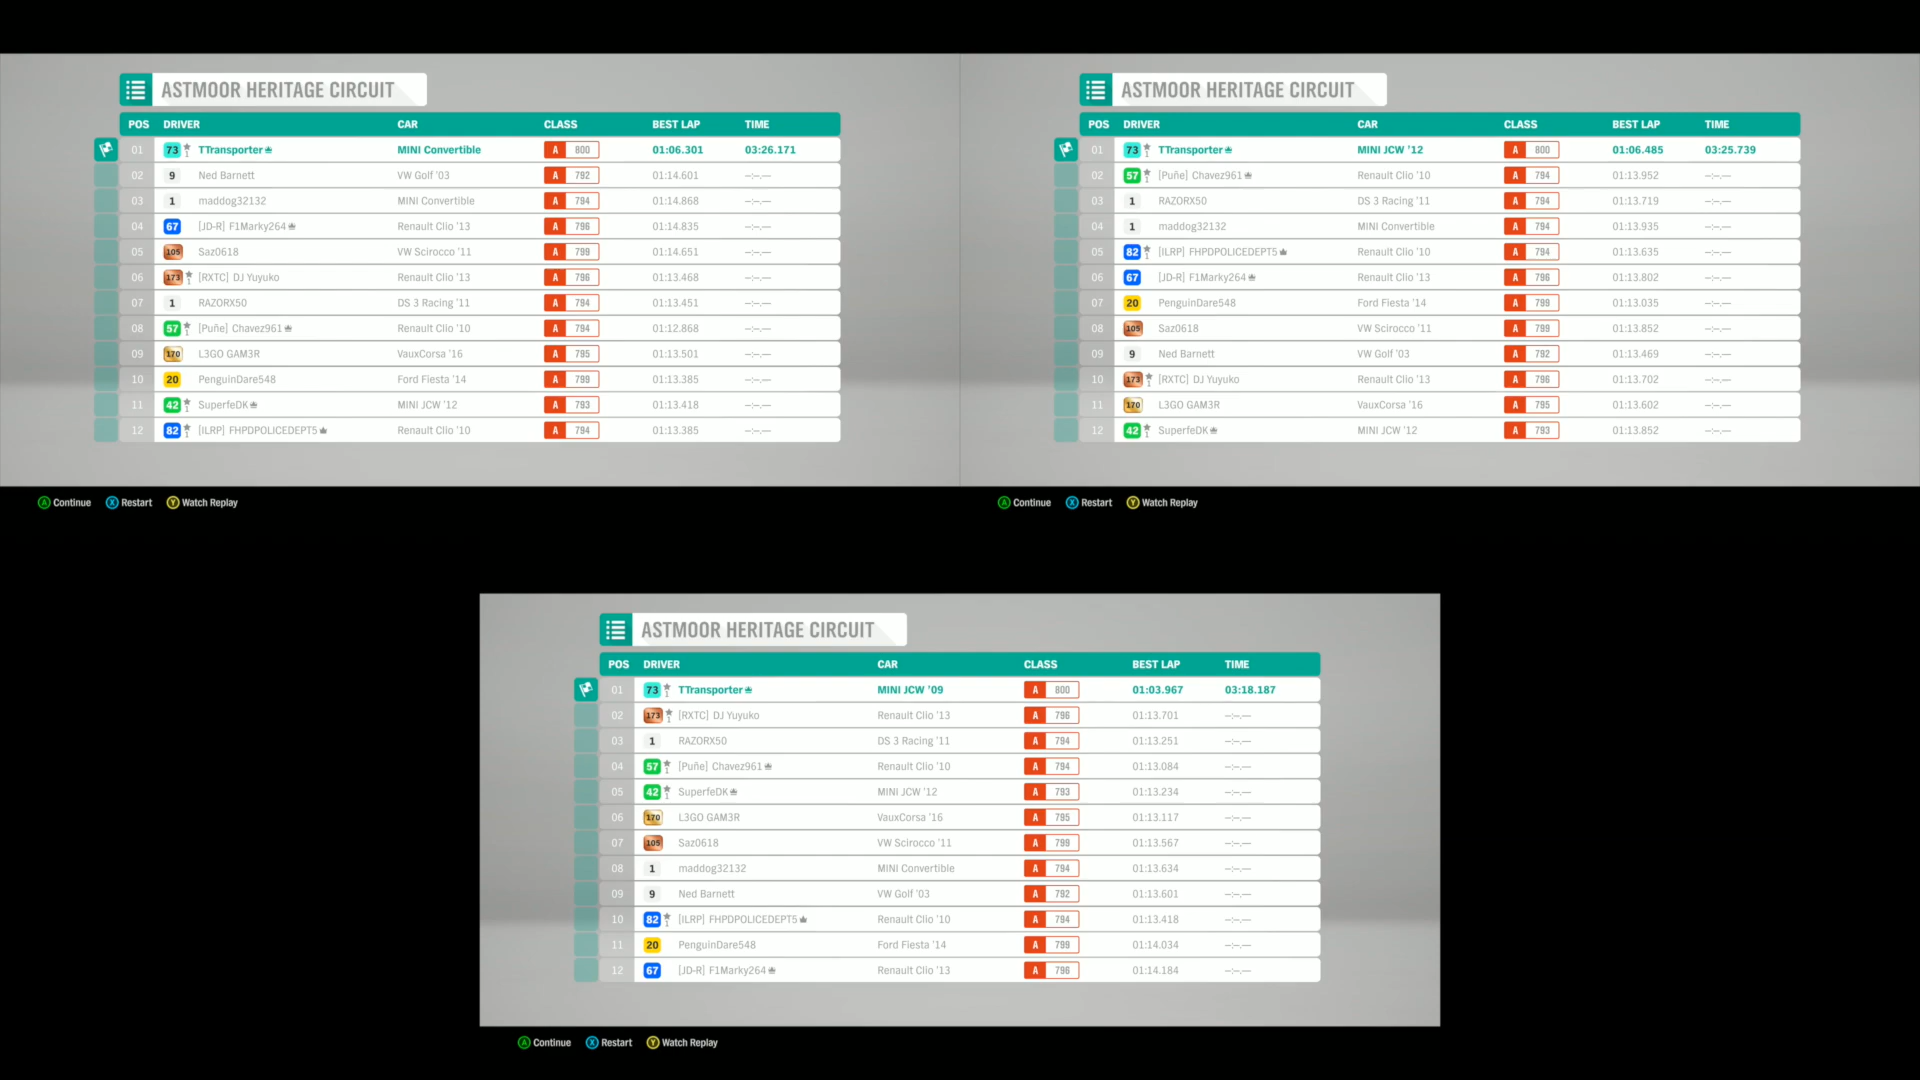 ASTMOOR HERITAGE CIRCUIT
POS DRIVER CAR CLASS BEST LAP TIME
01 73 1 TTransporter MINI Convertible A 800 01:06.301 03:26.171
02 9 Ned Barnett VW Golf '03 A 792 01:14.601 --:--.---
03 1 maddog32132 MINI Convertible A 794 01:14.868 --:--.---
04 67 [JD-R] F1Marky264 Renault Clio '13 A 796 01:14.835 --:--.---
05 105 Saz0618 VW Scirocco '11 A 799 01:14.651 --:--.---
06 173 1 [RXTC] DJ Yuyuko Renault Clio '13 A 796 01:13.468 --:--.---
07 1 RAZORX50 DS 3 Racing '11 A 794 01:13.451 --:--.---
08 57 1 [Puñe] Chavez961 Renault Clio '10 A 794 01:12.868 --:--.---
09 170 L3GO GAM3R VauxCorsa '16 A 795 01:13.501 --:--.---
10 20 PenguinDare548 Ford Fiesta '14 A 799 01:13.385 --:--.---
11 42 1 SuperfeDK MINI JCW '12 A 793 01:13.418 --:--.---
12 82 1 [ILRP] FHPDPOLICEDEPT5 Renault Clio '10 A 794 01:13.385 --:--.---
A Continue X Restart Y Watch Replay
ASTMOOR HERITAGE CIRCUIT
POS DRIVER CAR CLASS BEST LAP TIME
01 73 1 TTransporter MINI JCW '12 A 800 01:06.485 03:25.739
02 57 1 [Puñe] Chavez961 Renault Clio '10 A 794 01:13.952 --:--.---
03 1 RAZORX50 DS 3 Racing '11 A 794 01:13.719 --:--.---
04 1 maddog32132 MINI Convertible A 794 01:13.935 --:--.---
05 82 1 [ILRP] FHPDPOLICEDEPT5 Renault Clio '10 A 794 01:13.635 --:--.---
06 67 [JD-R] F1Marky264 Renault Clio '13 A 796 01:13.802 --:--.---
07 20 PenguinDare548 Ford Fiesta '14 A 799 01:13.035 --:--.---
08 105 Saz0618 VW Scirocco '11 A 799 01:13.852 --:--.---
09 9 Ned Barnett VW Golf '03 A 792 01:13.469 --:--.---
10 173 1 [RXTC] DJ Yuyuko Renault Clio '13 A 796 01:13.702 --:--.---
11 170 L3GO GAM3R VauxCorsa '16 A 795 01:13.602 --:--.---
12 42 1 SuperfeDK MINI JCW '12 A 793 01:13.852 --:--.---
A Continue X Restart Y Watch Replay
ASTMOOR HERITAGE CIRCUIT
POS DRIVER CAR CLASS BEST LAP TIME
01 73 1 TTransporter MINI JCW '09 A 800 01:03.967 03:18.187
02 173 1 [RXTC] DJ Yuyuko Renault Clio '13 A 796 01:13.701 --:--.---
03 1 RAZORX50 DS 3 Racing '11 A 794 01:13.251 --:--.---
04 57 1 [Puñe] Chavez961 Renault Clio '10 A 794 01:13.084 --:--.---
05 42 1 SuperfeDK MINI JCW '12 A 793 01:13.234 --:--.---
06 170 L3GO GAM3R VauxCorsa '16 A 795 01:13.117 --:--.---
07 105 Saz0618 VW Scirocco '11 A 799 01:13.567 --:--.---
08 1 maddog32132 MINI Convertible A 794 01:13.634 --:--.---
09 9 Ned Barnett VW Golf '03 A 792 01:13.601 --:--.---
10 82 1 [ILRP] FHPDPOLICEDEPT5 Renault Clio '10 A 794 01:13.418 --:--.---
11 20 PenguinDare548 Ford Fiesta '14 A 799 01:14.034 --:--.---
12 67 [JD-R] F1Marky264 Renault Clio '13 A 796 01:14.184 --:--.---
A Continue X Restart Y Watch Replay